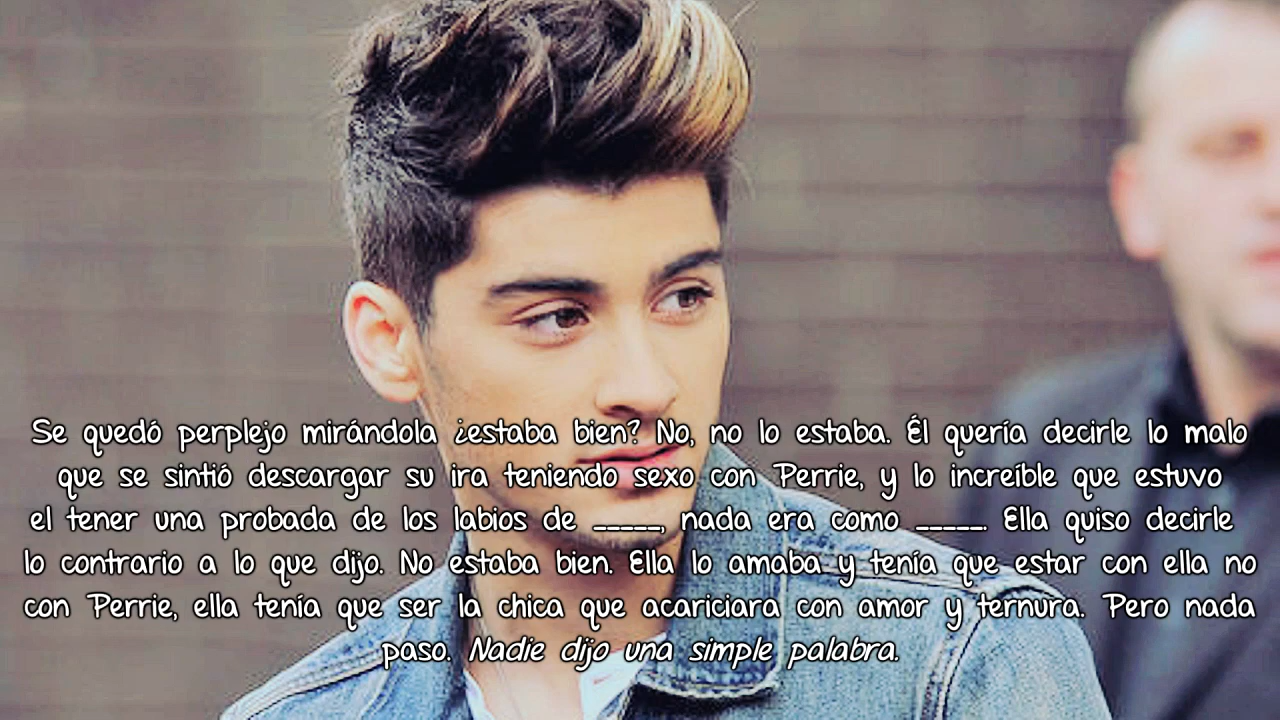 Se quedó perplejo mirándola ¿estaba bien? No, no lo estaba. Él quería decirle lo malo
que se sintió descargar su ira teniendo sexo con Perrie, y lo increíble que estuvo
el tener una probada de los labios de _____, nada era como _____. Ella quiso decirle
lo contrario a lo que dijo. No estaba bien. Ella lo amaba y tenía que estar con ella no
con Perrie, ella tenía que ser la chica que acariciara con amor y ternura. Pero nada
paso. Nadie dijo una simple palabra.